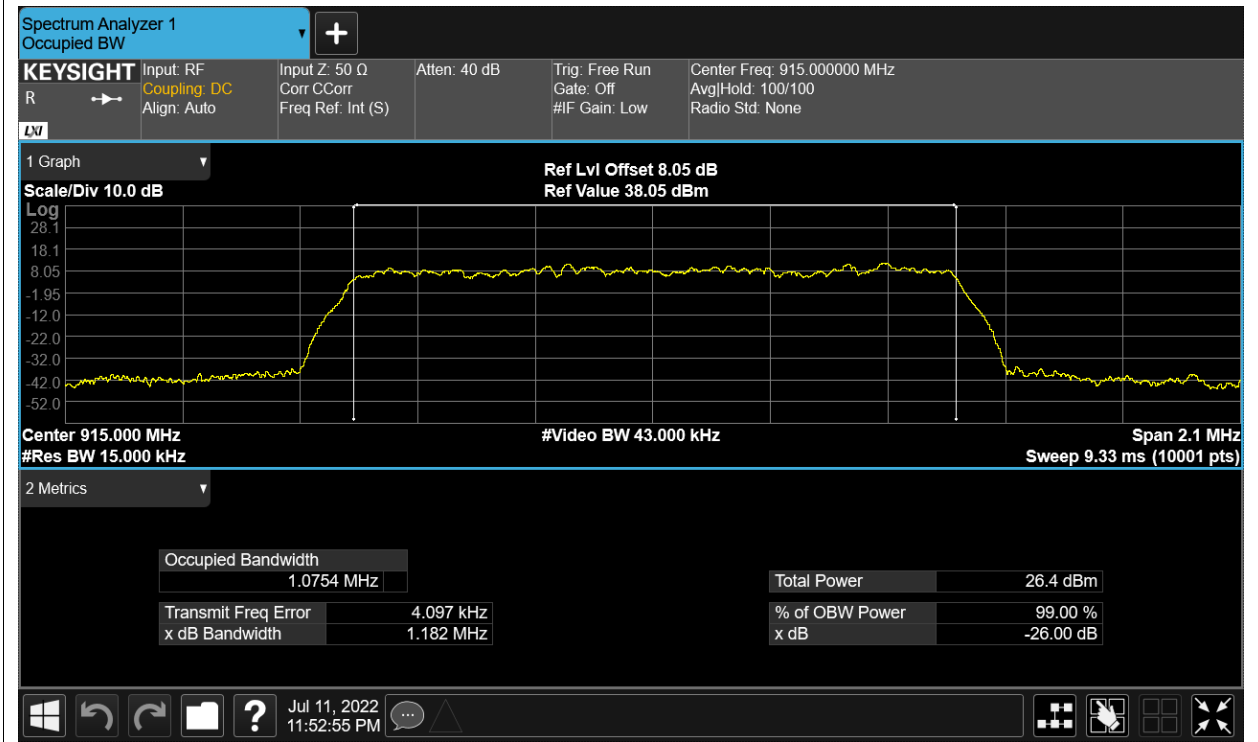 Spectrum Analyzer 1
Occupied BW
KEYSIGHT
R
LXI
Input: RF
Coupling: DC
Align: Auto
Input Z: 50 Ω
Corr CCorr
Freq Ref: Int (S)
Atten: 40 dB
Trig: Free Run
Gate: Off
#IF Gain: Low
Center Freq: 915.000000 MHz
Avg|Hold: 100/100
Radio Std: None
1 Graph
Scale/Div 10.0 dB
Ref Lvl Offset 8.05 dB
Ref Value 38.05 dBm
Log
28.1
18.1
8.05
-1.95
-12.0
-22.0
-32.0
-42.0
-52.0
Center 915.000 MHz
#Video BW 43.000 kHz
Span 2.1 MHz
#Res BW 15.000 kHz
Sweep 9.33 ms (10001 pts)
2 Metrics
Occupied Bandwidth
1.0754 MHz
Total Power 26.4 dBm
Transmit Freq Error 4.097 kHz
% of OBW Power 99.00 %
x dB Bandwidth 1.182 MHz
x dB -26.00 dB
?
Jul 11, 2022
11:52:55 PM